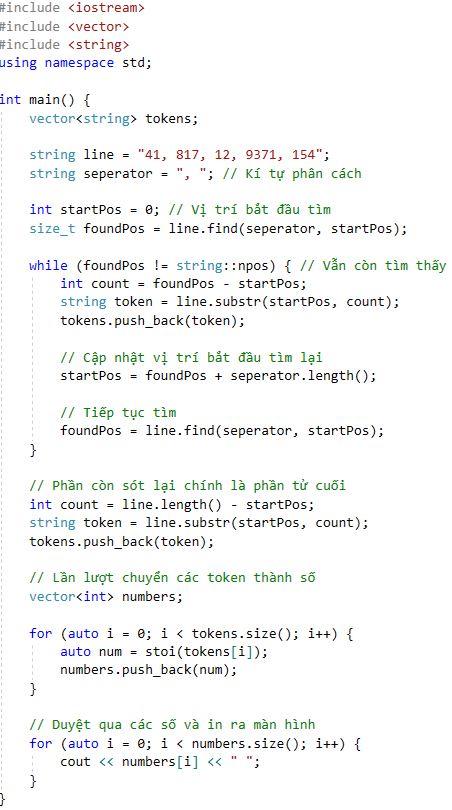 #include <iostream>
#include <vector>
#include <string>
using namespace std;
int main() {
vector<string> tokens;
string line = "41, 817, 12, 9371, 154";
string seperator = ", "; // Kí tự phân cách
int startPos = 0; // Vị trí bắt đầu tìm
size_t foundPos = line.find(seperator, startPos);
while (foundPos != string::npos) { // Vẫn còn tìm thấy
int count = foundPos - startPos;
string token = line.substr(startPos, count);
tokens.push_back(token);
// Cập nhật vị trí bắt đầu tìm lại
startPos = foundPos + seperator.length();
// Tiếp tục tìm
foundPos = line.find(seperator, startPos);
}
// Phần còn sót lại chính là phần tử cuối
int count = line.length() - startPos;
string token = line.substr(startPos, count);
tokens.push_back(token);
// Lần lượt chuyển các token thành số
vector<int> numbers;
for (auto i = 0; i < tokens.size(); i++) {
auto num = stoi(tokens[i]);
numbers.push_back(num);
}
// Duyệt qua các số và in ra màn hình
for (auto i = 0; i < numbers.size(); i++) {
cout << numbers[i] << " ";
}
}